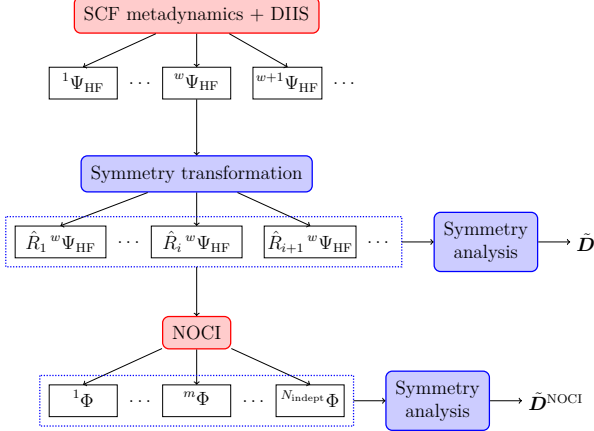 SCF metadynamics + DIIS
¹Ψ_HF ··· ʷΨ_HF ʷ⁺¹Ψ_HF ···
Symmetry transformation
R̂₁ ʷΨ_HF ··· R̂ᵢ ʷΨ_HF R̂ᵢ₊₁ ʷΨ_HF ···
Symmetry
analysis
D̃
NOCI
¹Φ ··· ᵐΦ ··· ^{N_indept}Φ
Symmetry
analysis
D̃^NOCI